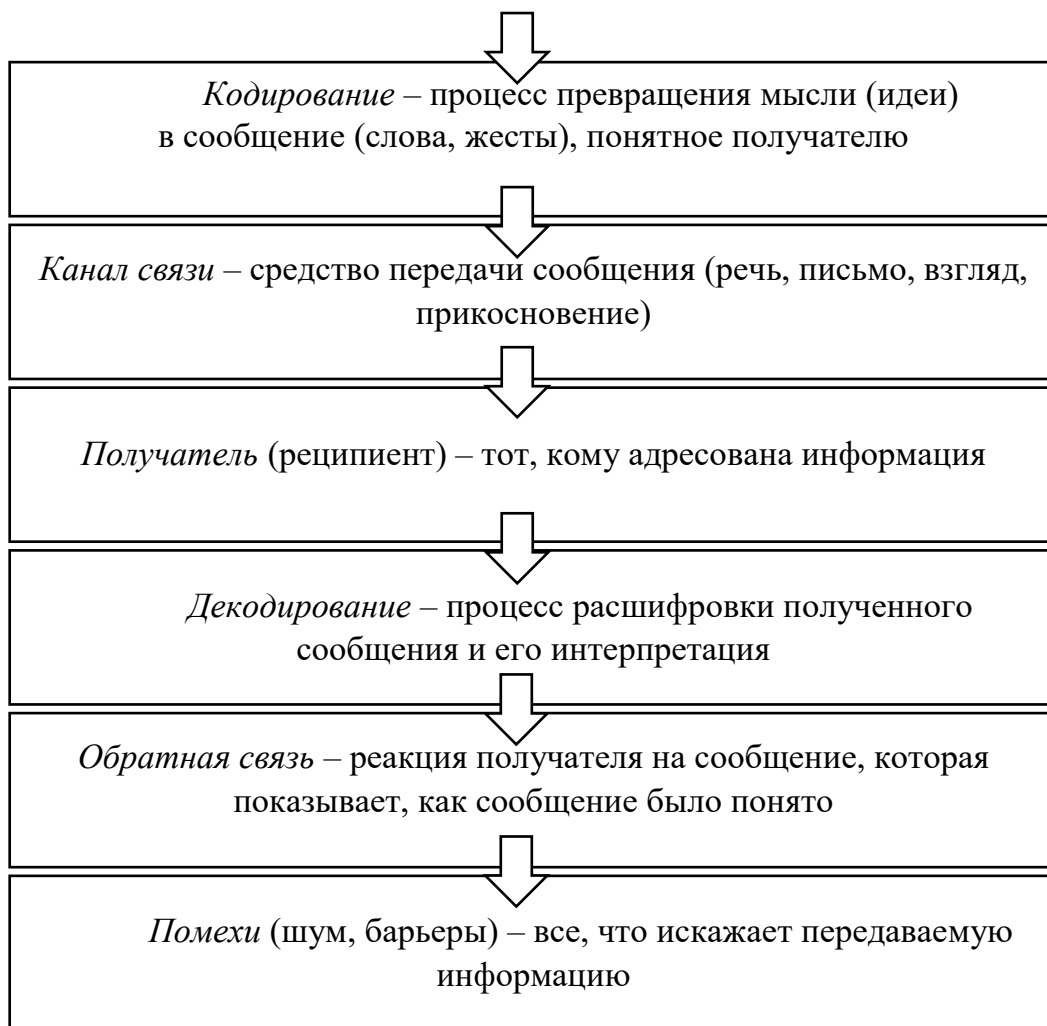 Кодирование – процесс превращения мысли (идеи)
в сообщение (слова, жесты), понятное получателю
Канал связи – средство передачи сообщения (речь, письмо, взгляд,
прикосновение)
Получатель (реципиент) – тот, кому адресована информация
Декодирование – процесс расшифровки полученного
сообщения и его интерпретация
Обратная связь – реакция получателя на сообщение, которая
показывает, как сообщение было понято
Помехи (шум, барьеры) – все, что искажает передаваемую
информацию